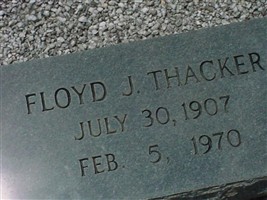 FLOYD J. THACKER
JULY 30, 1907
FEB. 5, 1970